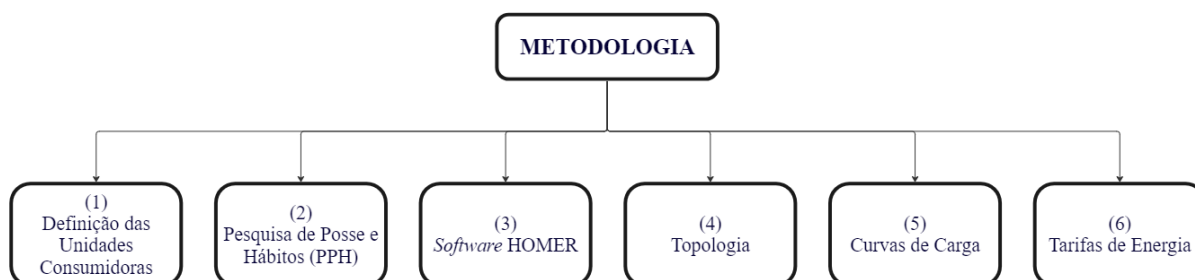 METODOLOGIA
(1)
Definição das
Unidades
Consumidoras
(2)
Pesquisa de Posse e
Hábitos (PPH)
(3)
Software HOMER
(4)
Topologia
(5)
Curvas de Carga
(6)
Tarifas de Energia